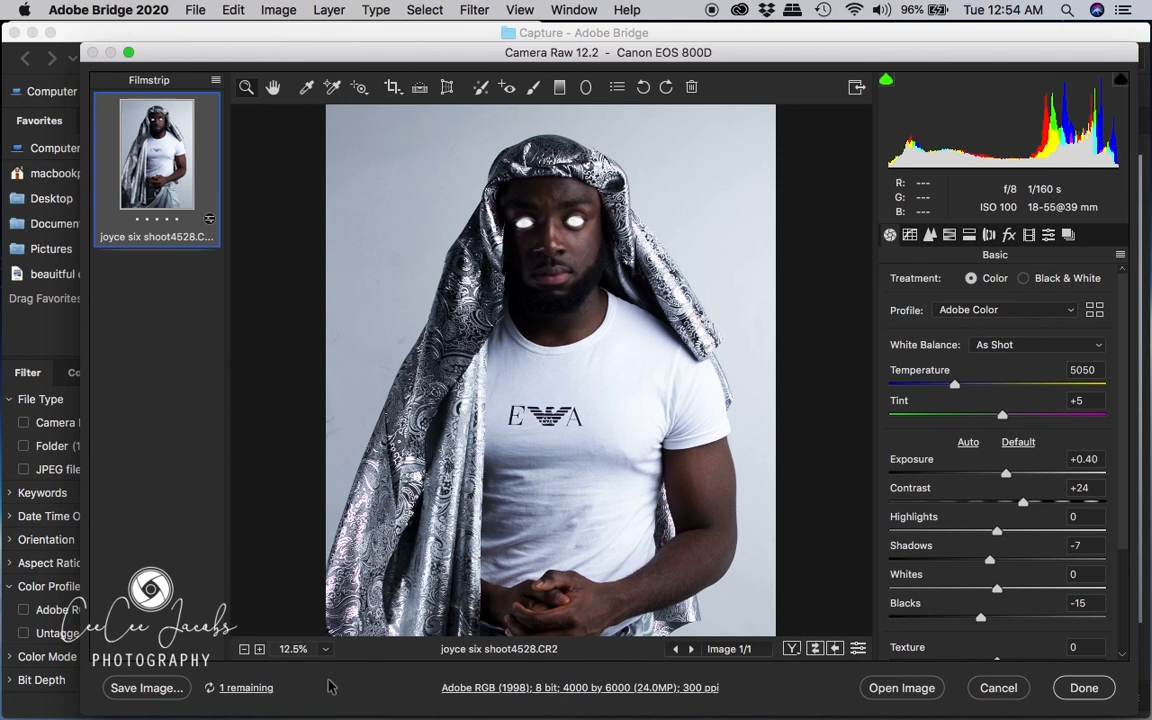 Adobe Bridge 2020 File Edit Image Layer Type Select Filter View Window Help 96% Tue 12:54 AM
Capture - Adobe Bridge
Camera Raw 12.2 - Canon EOS 800D
Computer
Favorites
Computer
macbookp
Desktop
Documen
Pictures
beauitful c
Drag Favorites
Filter Co
File Type
Camera
Folder (1
JPEG file
Keywords
Date Time O
Orientation
Aspect Ratio
Color Profile
Adobe R
Untagge
Color Mode
Bit Depth
Filmstrip
joyce six shoot4528.C...
E A
R: ---
G: ---
B: ---
f/8 1/160 s
ISO 100 18-55@39 mm
Basic
Treatment: Color Black & White
Profile: Adobe Color
White Balance: As Shot
Temperature 5050
Tint +5
Auto Default
Exposure +0.40
Contrast +24
Highlights 0
Shadows -7
Whites 0
Blacks -15
Texture 0
12.5% joyce six shoot4528.CR2 Image 1/1
CeeCee Jacobs
PHOTOGRAPHY
Save Image... 1 remaining Adobe RGB (1998); 8 bit; 4000 by 6000 (24.0MP); 300 ppi Open Image Cancel Done